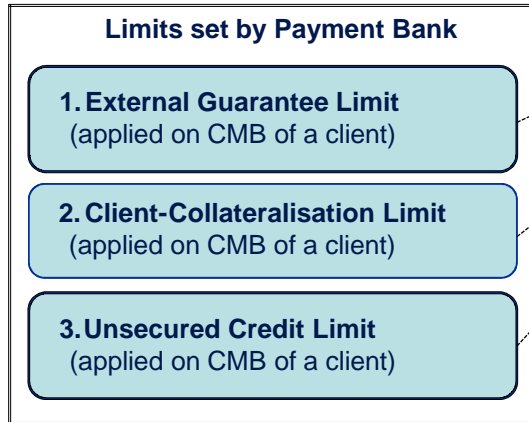 Limits set by Payment Bank
1. External Guarantee Limit
(applied on CMB of a client)
2. Client-Collateralisation Limit
(applied on CMB of a client)
3. Unsecured Credit Limit
(applied on CMB of a client)